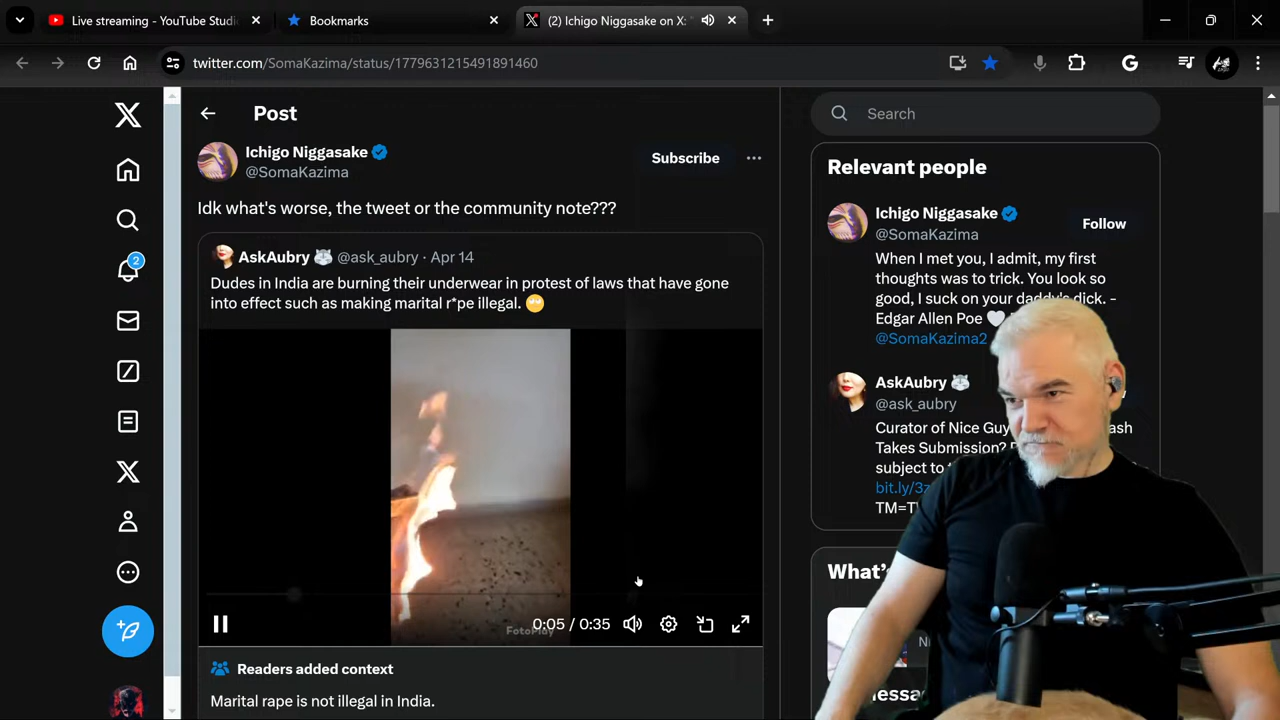 Live streaming - YouTube Studi
Bookmarks
(2) Ichigo Niggasake on X: "
twitter.com/SomaKazima/status/1779631215491891460
Post
Ichigo Niggasake
@SomaKazima
Subscribe
Idk what's worse, the tweet or the community note???
AskAubry 🦝 @ask_aubry · Apr 14
Dudes in India are burning their underwear in protest of laws that have gone
into effect such as making marital r*pe illegal. 🙄
FotoPlay
0:05 / 0:35
Readers added context
Marital rape is not illegal in India.
2
Search
Relevant people
Ichigo Niggasake
@SomaKazima
Follow
When I met you, I admit, my first
thoughts was to trick. You look so
good, I suck on your daddy's dick. -
Edgar Allen Poe 🤍
@SomaKazima2
AskAubry 🦝
@ask_aubry
Curator of Nice Guy
Takes Submission?
subject to
bit.ly/3z
What's